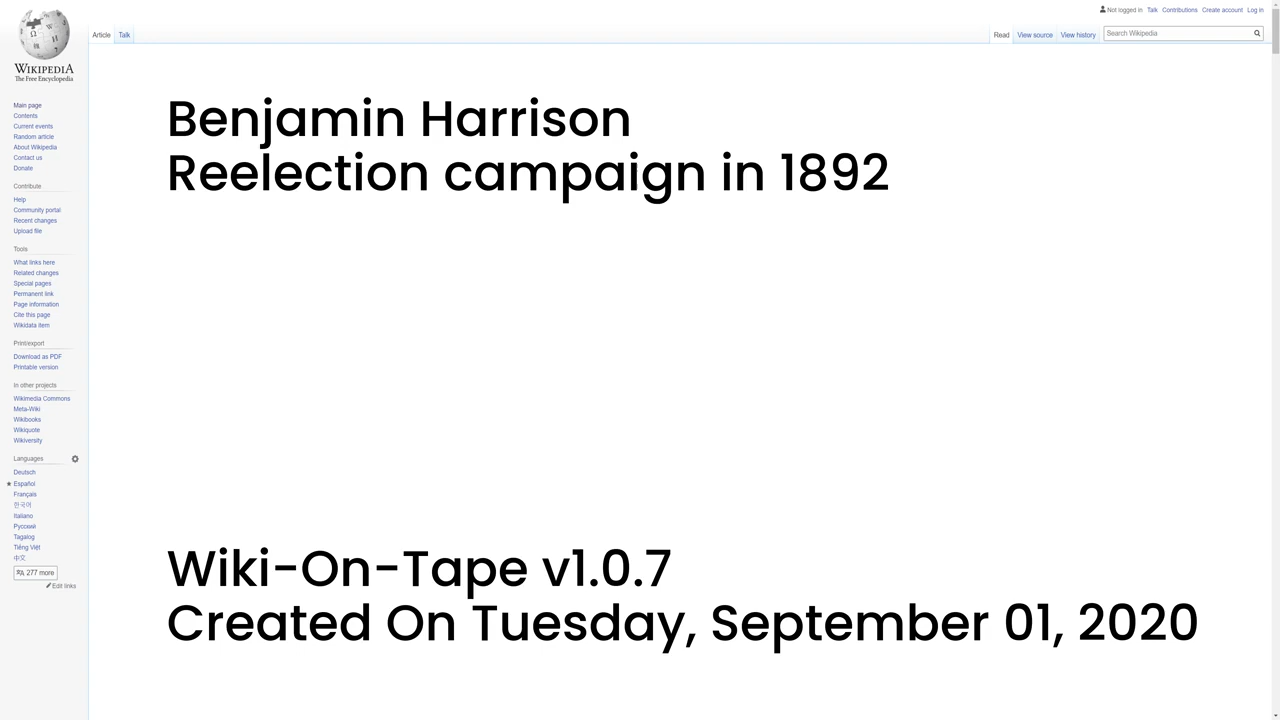 Not logged in Talk Contributions Create account Log in
Article Talk Read View source View history Search Wikipedia
WIKIPEDIA
The Free Encyclopedia
Main page
Contents
Current events
Random article
About Wikipedia
Contact us
Donate
Contribute
Help
Community portal
Recent changes
Upload file
Tools
What links here
Related changes
Special pages
Permanent link
Page information
Cite this page
Wikidata item
Print/export
Download as PDF
Printable version
In other projects
Wikimedia Commons
Meta-Wiki
Wikibooks
Wikiquote
Wikiversity
Languages
Deutsch
Español
Français
한국어
Italiano
Русский
Tagalog
Tiếng Việt
中文
277 more
Edit links
Benjamin Harrison
Reelection campaign in 1892
Wiki-On-Tape v1.0.7
Created On Tuesday, September 01, 2020